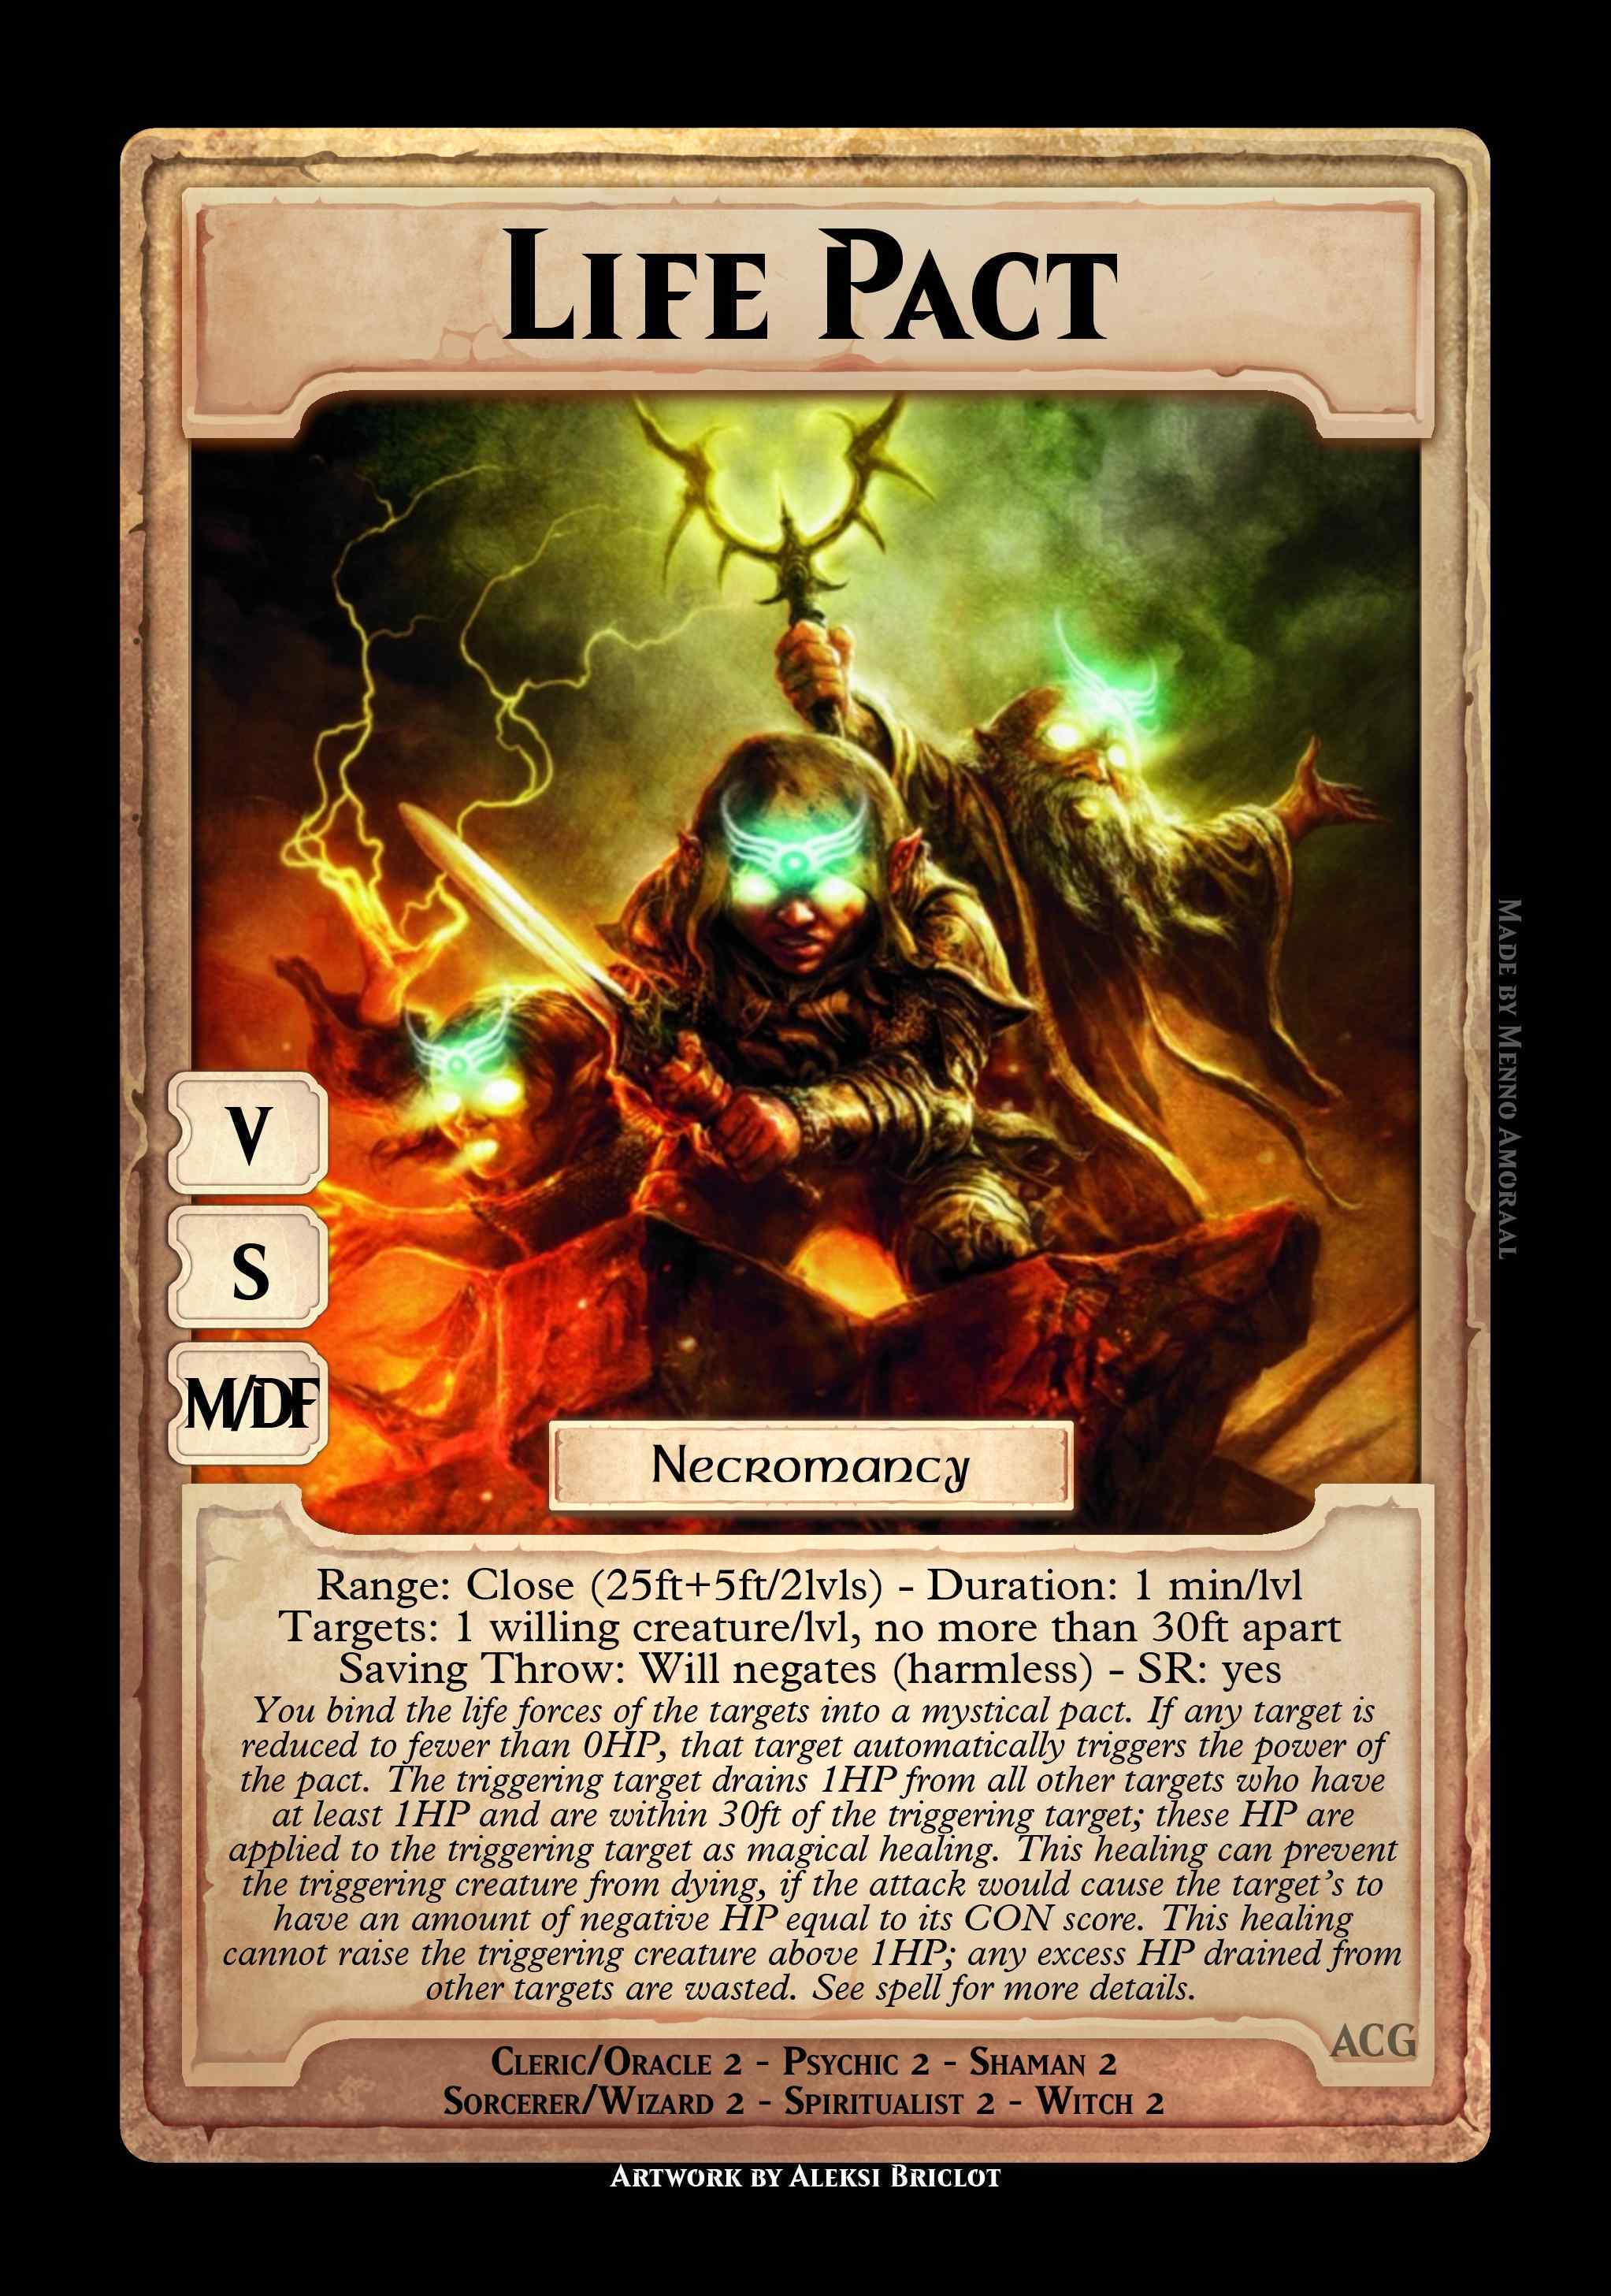 Life Pact
V
S
M/DF
Necromancy
Range: Close (25ft+5ft/2lvls) - Duration: 1 min/lvl
Targets: 1 willing creature/lvl, no more than 30ft apart
Saving Throw: Will negates (harmless) - SR: yes
You bind the life forces of the targets into a mystical pact. If any target is
reduced to fewer than 0HP, that target automatically triggers the power of
the pact. The triggering target drains 1HP from all other targets who have
at least 1HP and are within 30ft of the triggering target; these HP are
applied to the triggering target as magical healing. This healing can prevent
the triggering creature from dying, if the attack would cause the target's to
have an amount of negative HP equal to its CON score. This healing
cannot raise the triggering creature above 1HP; any excess HP drained from
other targets are wasted. See spell for more details.
ACG
Cleric/Oracle 2 - Psychic 2 - Shaman 2
Sorcerer/Wizard 2 - Spiritualist 2 - Witch 2
Artwork by Aleksi Briclot
Made by Menno Amoraal